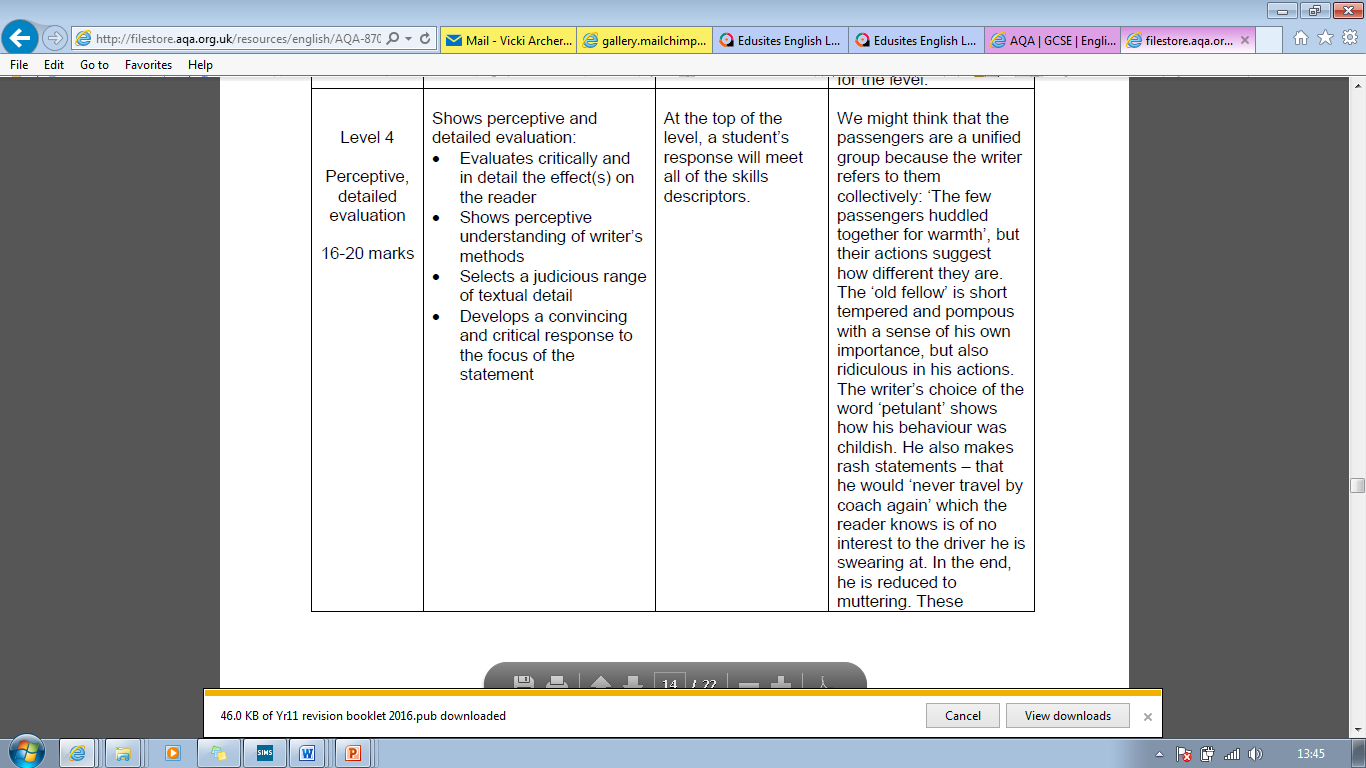 http://filestore.aqa.org.uk/resources/english/AQA-870
Mail - Vicki Archer...
gallery.mailchimp...
Edusites English L...
Edusites English L...
AQA | GCSE | Engli...
filestore.aqa.or...
File Edit Go to Favorites Help
for the level.
Level 4
Perceptive,
detailed
evaluation
16-20 marks
Shows perceptive and
detailed evaluation:
• Evaluates critically and
in detail the effect(s) on
the reader
• Shows perceptive
understanding of writer’s
methods
• Selects a judicious range
of textual detail
• Develops a convincing
and critical response to
the focus of the
statement
At the top of the
level, a student’s
response will meet
all of the skills
descriptors.
We might think that the
passengers are a unified
group because the writer
refers to them
collectively: ‘The few
passengers huddled
together for warmth’, but
their actions suggest
how different they are.
The ‘old fellow’ is short
tempered and pompous
with a sense of his own
importance, but also
ridiculous in his actions.
The writer’s choice of the
word ‘petulant’ shows
how his behaviour was
childish. He also makes
rash statements – that
he would ‘never travel by
coach again’ which the
reader knows is of no
interest to the driver he is
swearing at. In the end,
he is reduced to
muttering. These
14 / 22
46.0 KB of Yr11 revision booklet 2016.pub downloaded
Cancel
View downloads
SIMS
W
P
13:45